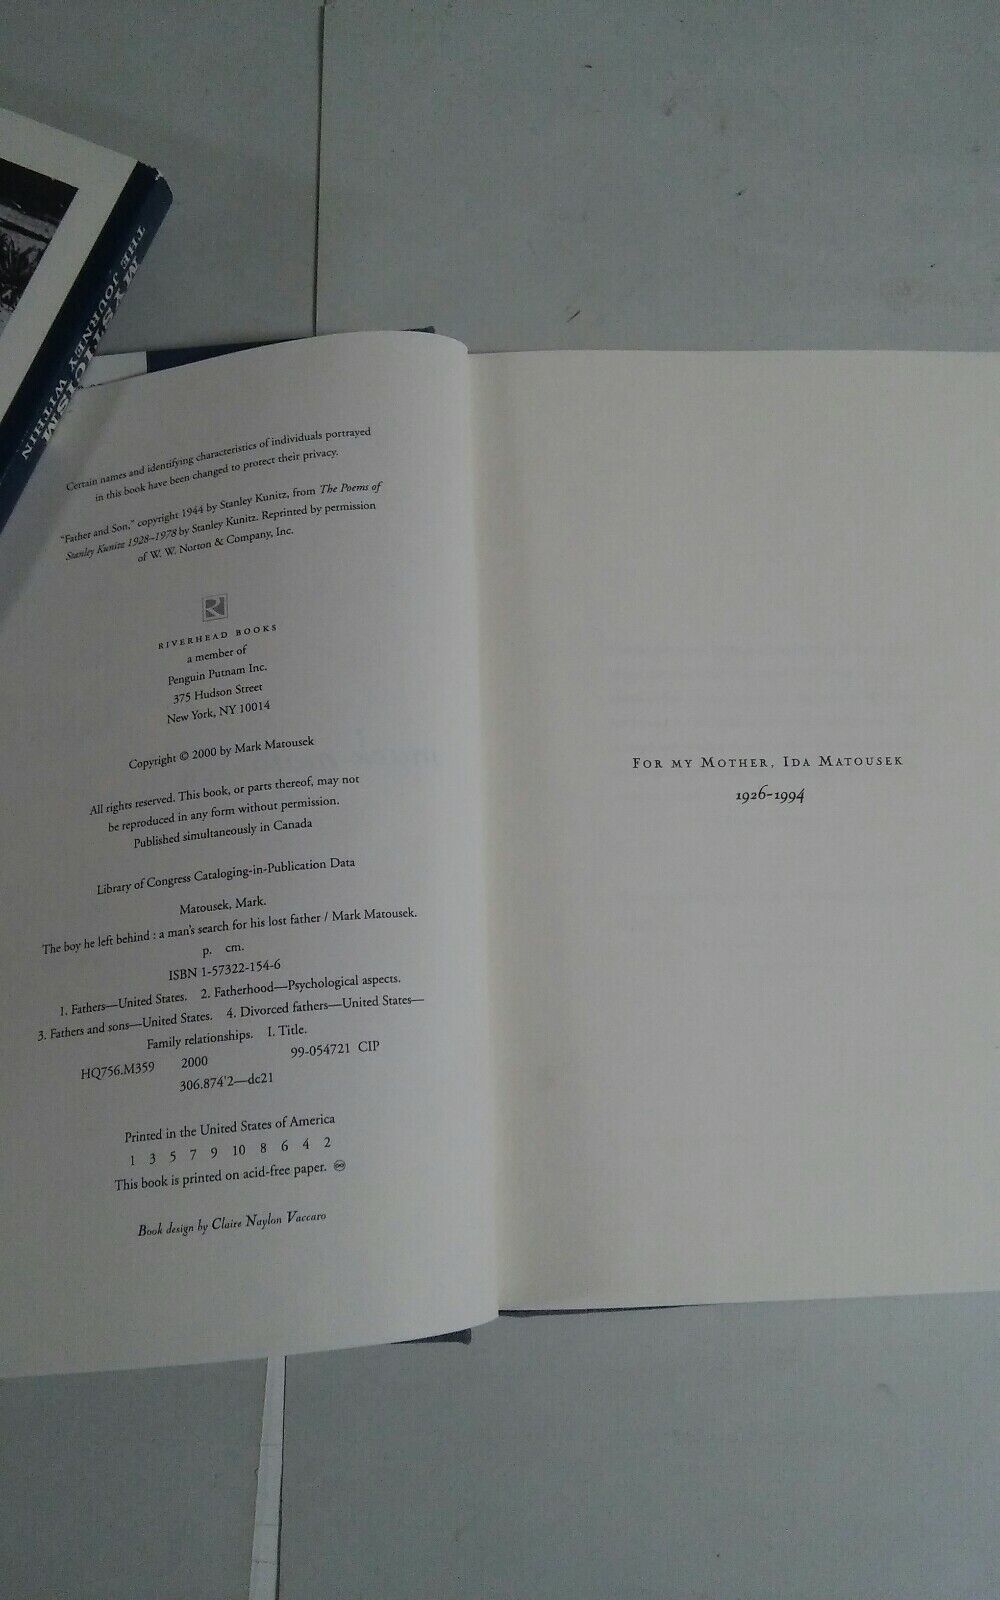 MYSTICISM
THE JOURNEY WITHIN
Certain names and identifying characteristics of individuals portrayed
in this book have been changed to protect their privacy.
"Father and Son," copyright 1944 by Stanley Kunitz, from The Poems of
Stanley Kunitz 1928–1978 by Stanley Kunitz. Reprinted by permission
of W. W. Norton & Company, Inc.
R
RIVERHEAD BOOKS
a member of
Penguin Putnam Inc.
375 Hudson Street
New York, NY 10014
Copyright © 2000 by Mark Matousek
All rights reserved. This book, or parts thereof, may not
be reproduced in any form without permission.
Published simultaneously in Canada
Library of Congress Cataloging-in-Publication Data
Matousek, Mark.
The boy he left behind : a man's search for his lost father / Mark Matousek.
p. cm.
ISBN 1-57322-154-6
1. Fathers—United States. 2. Fatherhood—Psychological aspects.
3. Fathers and sons—United States. 4. Divorced fathers—United States—
Family relationships. I. Title.
HQ756.M359 2000 99-054721 CIP
306.874'2—dc21
Printed in the United States of America
1 3 5 7 9 10 8 6 4 2
This book is printed on acid-free paper. ♾
Book design by Claire Naylon Vaccaro
For my Mother, Ida Matousek
1926–1994